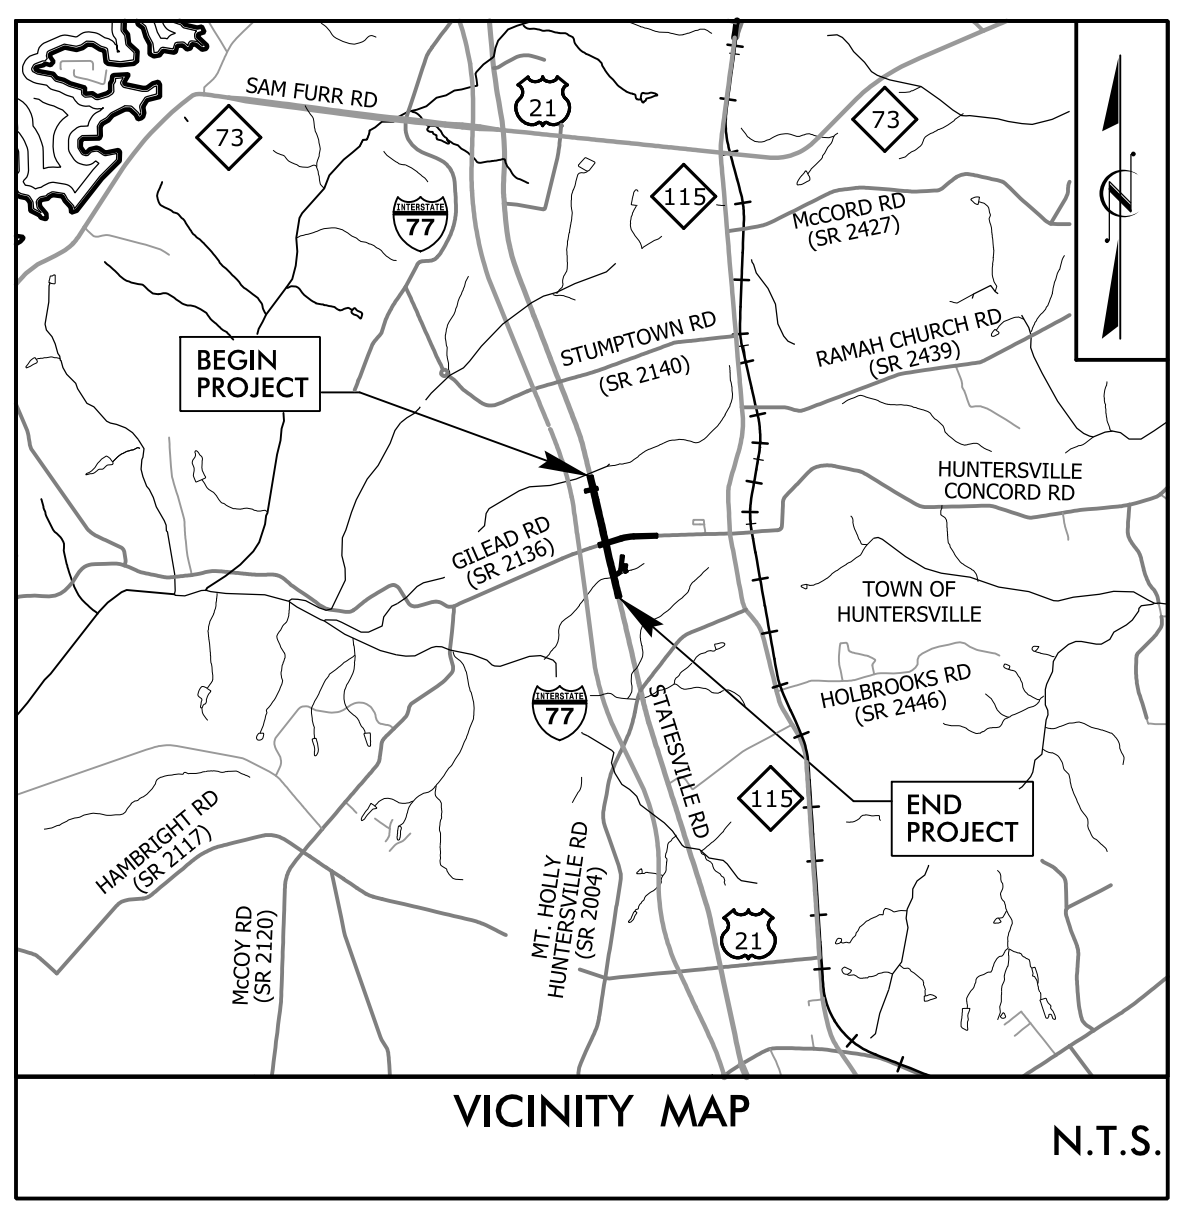 SAM FURR RD
73
21
73
115
INTERSTATE
77
McCORD RD
(SR 2427)
N
STUMPTOWN RD
(SR 2140)
RAMAH CHURCH RD
(SR 2439)
BEGIN
PROJECT
HUNTERSVILLE
CONCORD RD
GILEAD RD
(SR 2136)
TOWN OF
HUNTERSVILLE
HOLBROOKS RD
(SR 2446)
INTERSTATE
77
STATESVILLE RD
115
END
PROJECT
HAMBRIGHT RD
(SR 2117)
McCOY RD
(SR 2120)
MT. HOLLY
HUNTERSVILLE RD
(SR 2004)
21
VICINITY MAP
N.T.S.